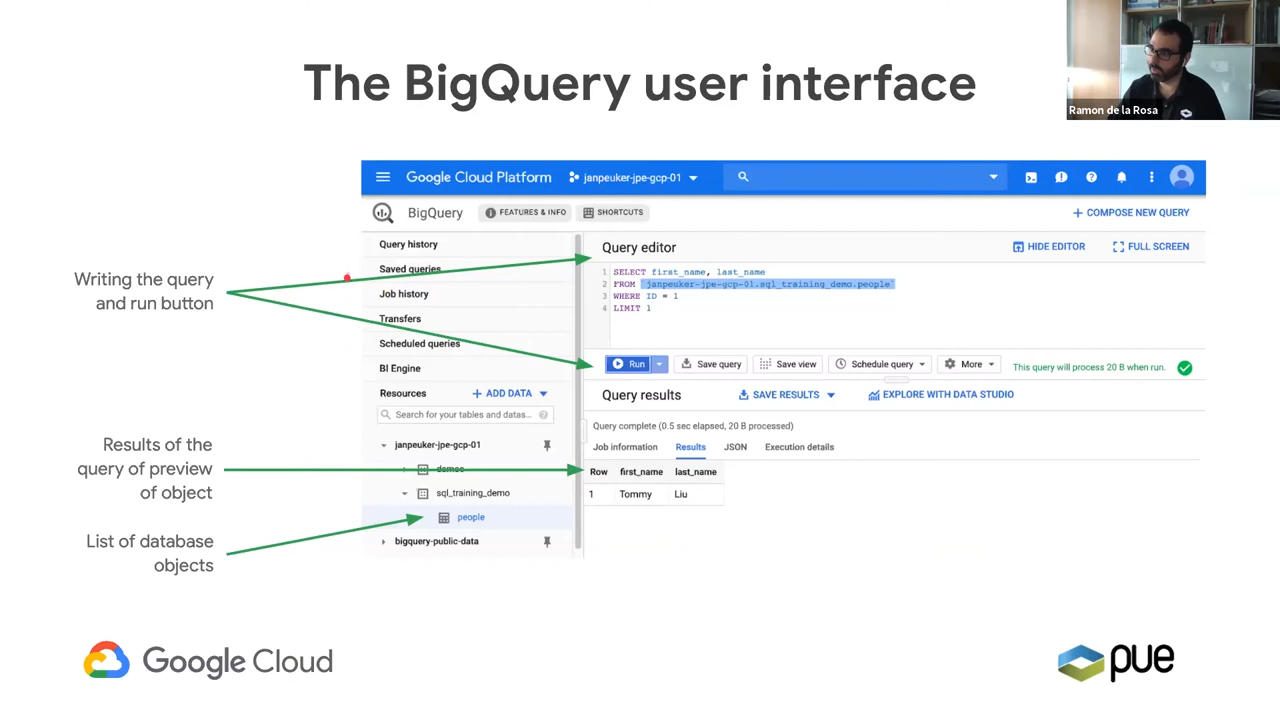 The BigQuery user interface
Ramon de la Rosa
Google Cloud Platform
janpeuker-jpe-gcp-01
BigQuery
FEATURES & INFO
SHORTCUTS
+ COMPOSE NEW QUERY
Query history
Saved queries
Job history
Transfers
Scheduled queries
BI Engine
Resources
+ ADD DATA
Search for your tables and datas...
janpeuker-jpe-gcp-01
demos
sql_training_demo
people
bigquery-public-data
Query editor
HIDE EDITOR
FULL SCREEN
1 SELECT first_name, last_name
2 FROM `janpeuker-jpe-gcp-01.sql_training_demo.people`
3 WHERE ID = 1
4 LIMIT 1
Run
Save query
Save view
Schedule query
More
This query will process 20 B when run.
Query results
SAVE RESULTS
EXPLORE WITH DATA STUDIO
Query complete (0.5 sec elapsed, 20 B processed)
Job information
Results
JSON
Execution details
Row first_name last_name
1 Tommy Liu
Writing the query
and run button
Results of the
query of preview
of object
List of database
objects
Google Cloud
pue